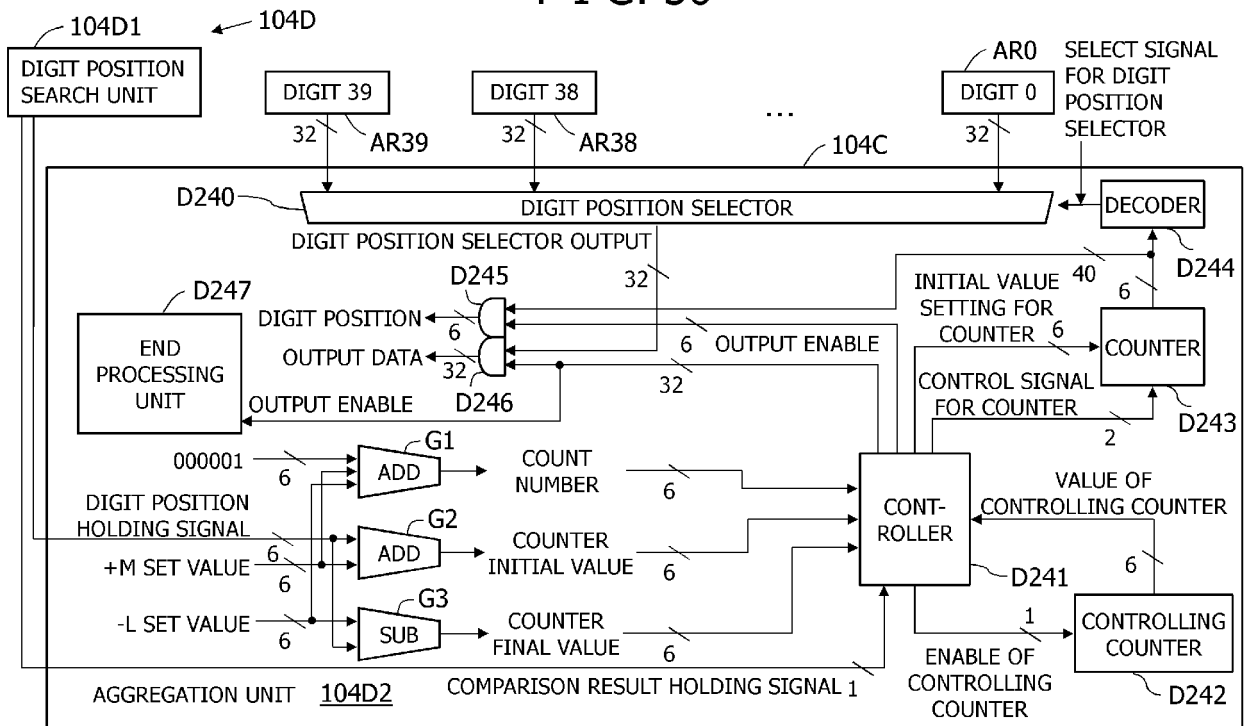 FIG. 30
104D1
104D
DIGIT POSITION
SEARCH UNIT
DIGIT 39
32
AR39
DIGIT 38
32
AR38
...
AR0
DIGIT 0
32
SELECT SIGNAL
FOR DIGIT
POSITION
SELECTOR
104C
D240
DIGIT POSITION SELECTOR
DECODER
D244
DIGIT POSITION SELECTOR OUTPUT
32
40
6
D247
END
PROCESSING
UNIT
D245
DIGIT POSITION
6
OUTPUT DATA
32
D246
6
OUTPUT ENABLE
32
OUTPUT ENABLE
INITIAL VALUE
SETTING FOR
COUNTER
6
COUNTER
D243
CONTROL SIGNAL
FOR COUNTER
2
000001
6
G1
ADD
COUNT
NUMBER
6
DIGIT POSITION
HOLDING SIGNAL
6
+M SET VALUE
6
G2
ADD
COUNTER
INITIAL VALUE
6
-L SET VALUE
6
G3
SUB
COUNTER
FINAL VALUE
6
CONT-
ROLLER
D241
VALUE OF
CONTROLLING COUNTER
6
1
CONTROLLING
COUNTER
D242
ENABLE OF
CONTROLLING
COUNTER
COMPARISON RESULT HOLDING SIGNAL
1
AGGREGATION UNIT 104D2